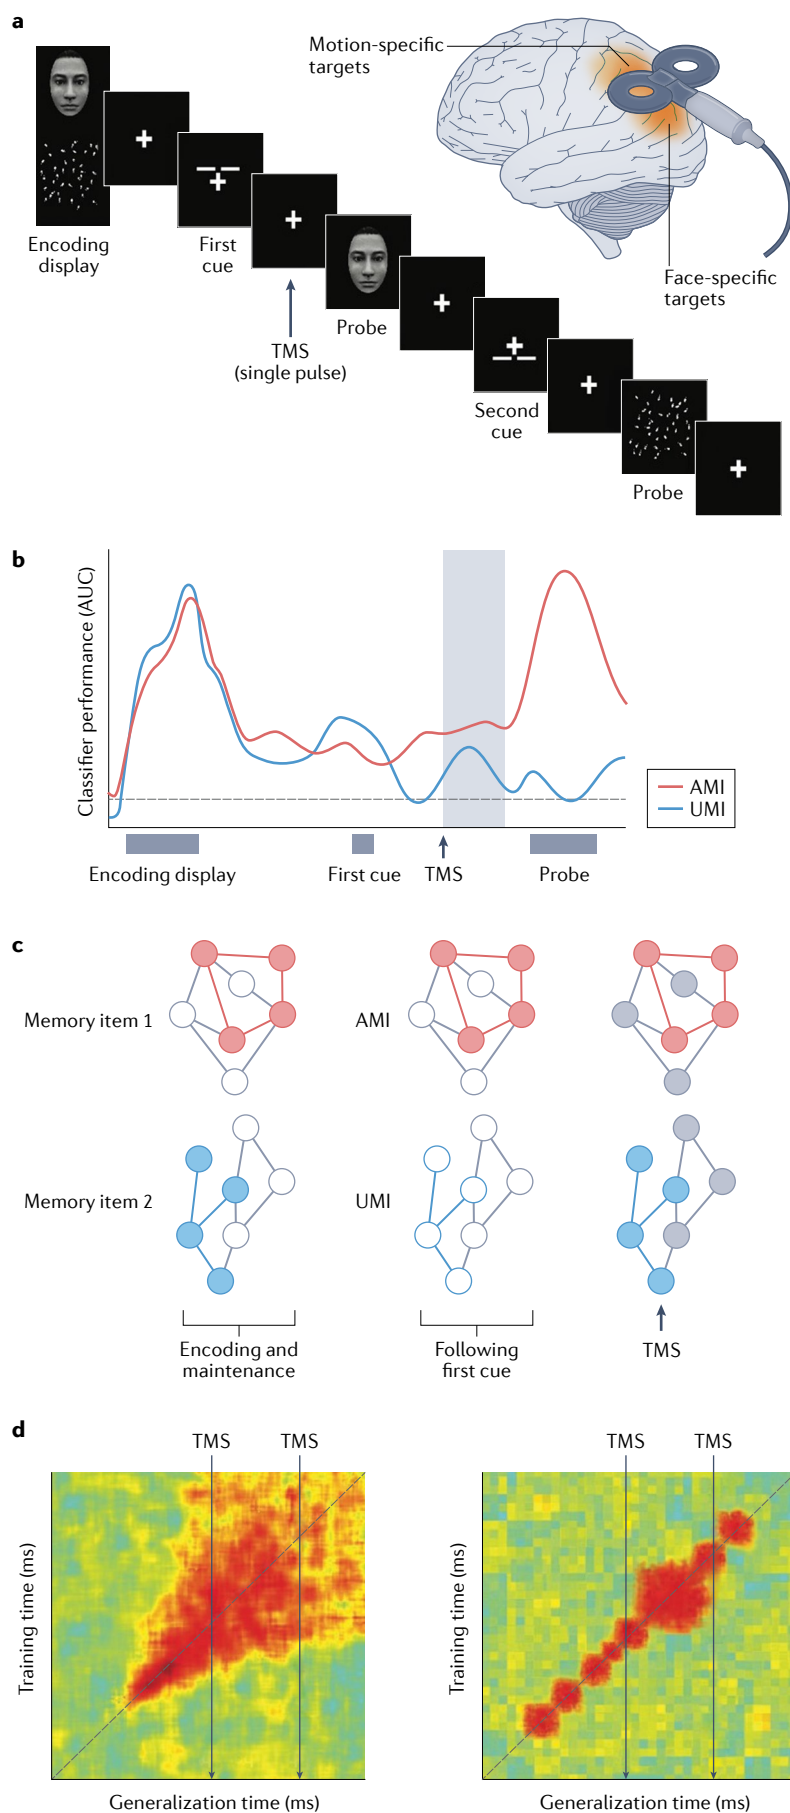 a
Motion-specific
targets
Encoding
display
First
cue
TMS
(single pulse)
Probe
Face-specific
targets
Second
cue
Probe
b
Classifier performance (AUC)
AMI
UMI
Encoding display
First cue
TMS
Probe
c
Memory item 1
AMI
Memory item 2
UMI
Encoding and
maintenance
Following
first cue
TMS
d
TMS
TMS
Training time (ms)
Generalization time (ms)
TMS
TMS
Training time (ms)
Generalization time (ms)